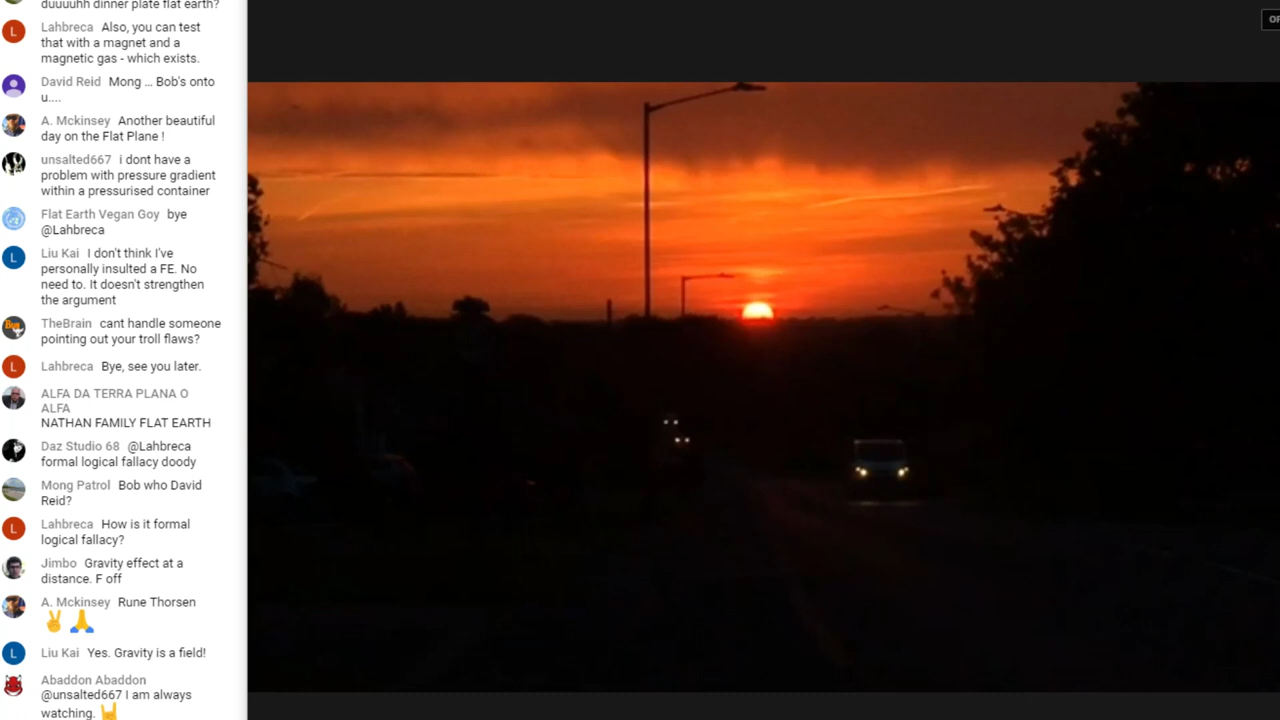 duuuuhh dinner plate flat earth?
Lahbreca Also, you can test
that with a magnet and a
magnetic gas - which exists.
David Reid Mong ... Bob's onto
u....
A. Mckinsey Another beautiful
day on the Flat Plane !
unsalted667 i dont have a
problem with pressure gradient
within a pressurised container
Flat Earth Vegan Goy bye
@Lahbreca
Liu Kai I don't think I've
personally insulted a FE. No
need to. It doesn't strengthen
the argument
TheBrain cant handle someone
pointing out your troll flaws?
Lahbreca Bye, see you later.
ALFA DA TERRA PLANA O
ALFA
NATHAN FAMILY FLAT EARTH
Daz Studio 68 @Lahbreca
formal logical fallacy doody
Mong Patrol Bob who David
Reid?
Lahbreca How is it formal
logical fallacy?
Jimbo Gravity effect at a
distance. F off
A. Mckinsey Rune Thorsen
✌️🙏
Liu Kai Yes. Gravity is a field!
Abaddon Abaddon
@unsalted667 I am always
watching. 🤘